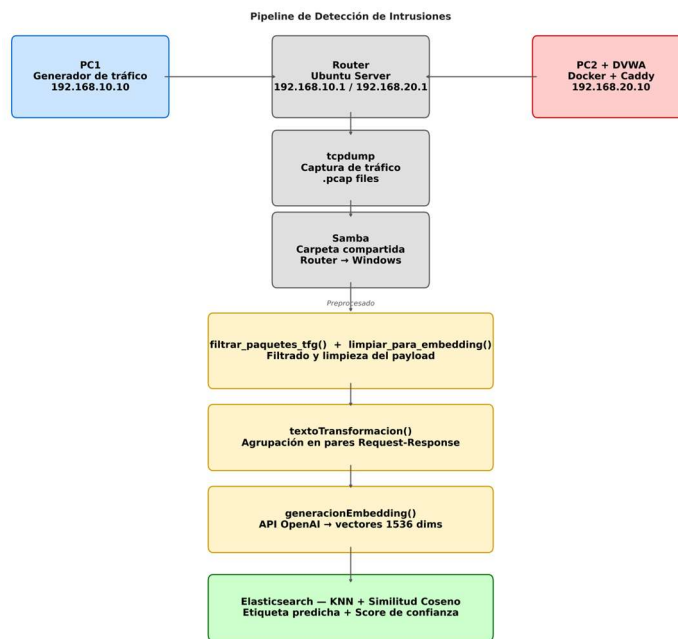 Pipeline de Detección de Intrusiones
PC1
Generador de tráfico
192.168.10.10
Router
Ubuntu Server
192.168.10.1 / 192.168.20.1
PC2 + DVWA
Docker + Caddy
192.168.20.10
tcpdump
Captura de tráfico
.pcap files
Samba
Carpeta compartida
Router → Windows
Preprocesado
filtrar_paquetes_tfg() + limpiar_para_embedding()
Filtrado y limpieza del payload
textoTransformacion()
Agrupación en pares Request-Response
generacionEmbedding()
API OpenAI → vectores 1536 dims
Elasticsearch — KNN + Similitud Coseno
Etiqueta predicha + Score de confianza